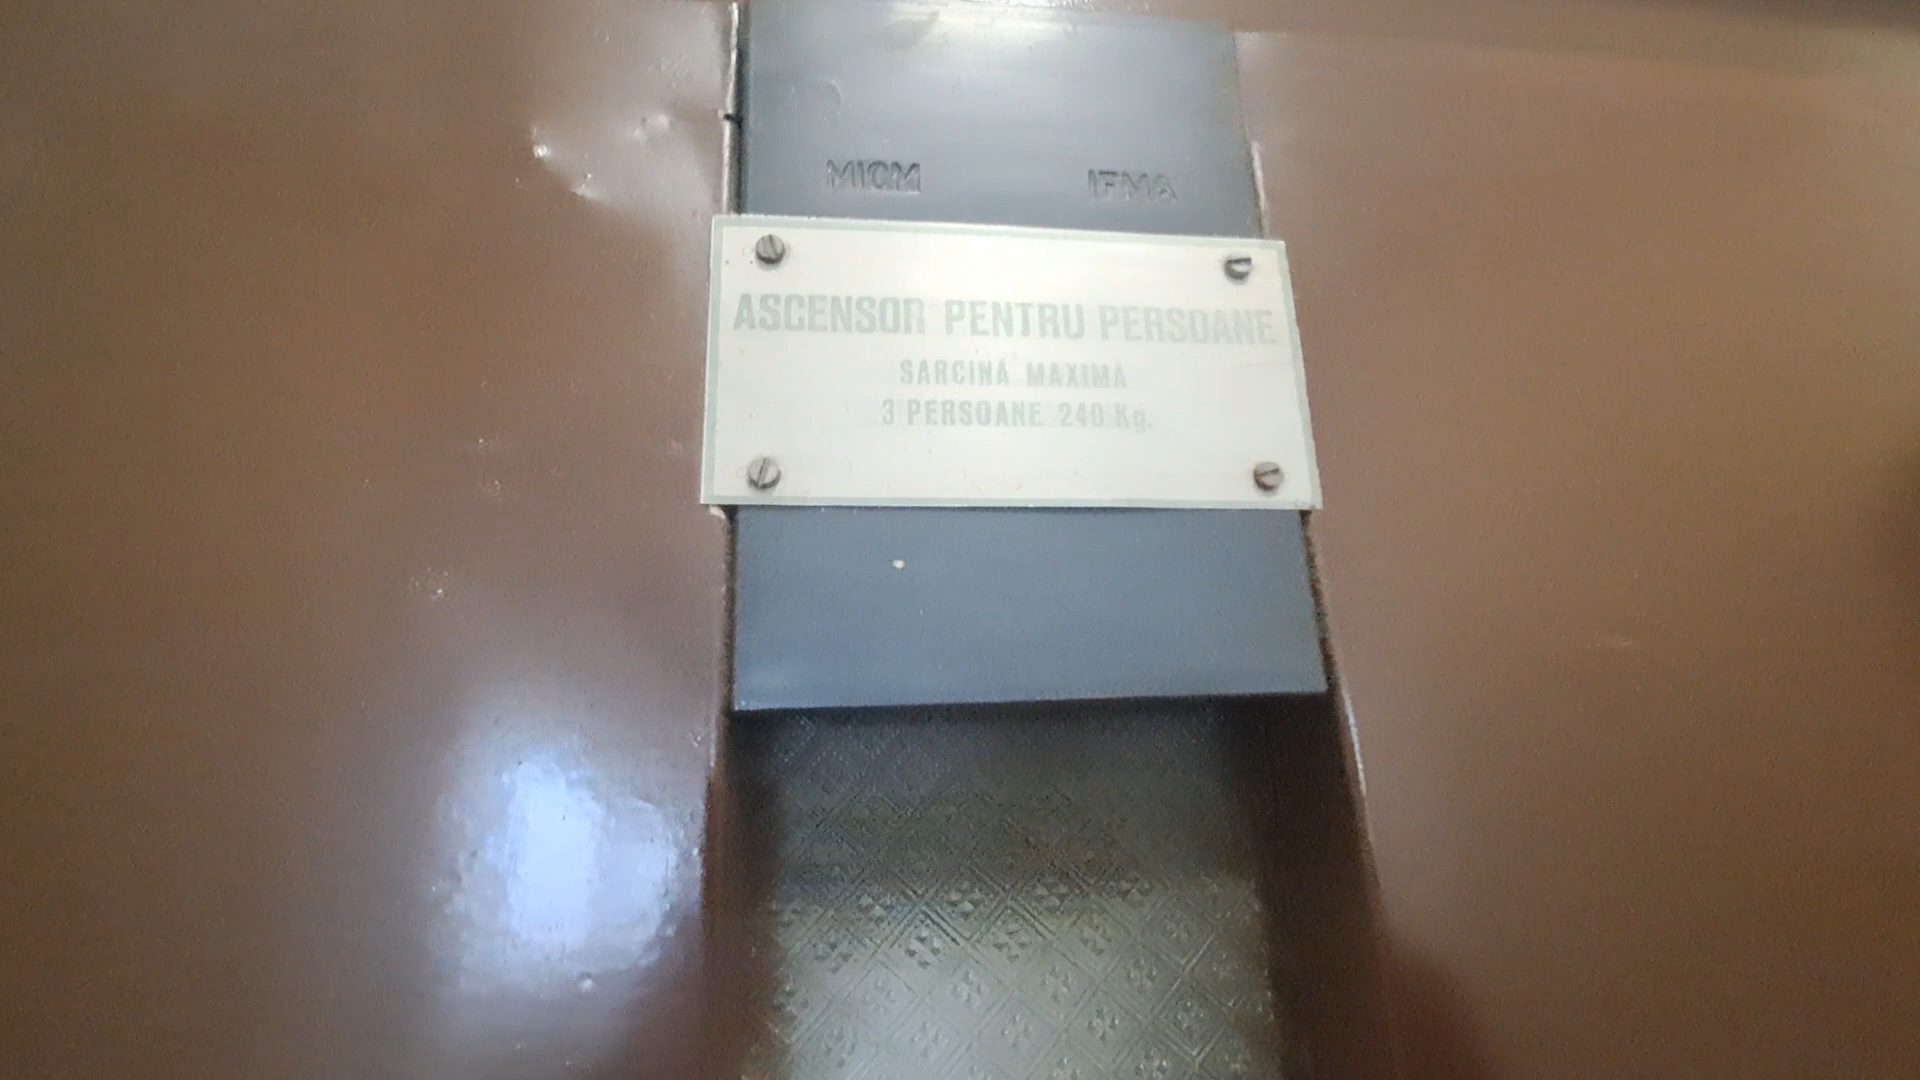 MICM IFMA
ASCENSOR PENTRU PERSOANE
SARCINĂ MAXIMĂ
3 PERSOANE 240 Kg.